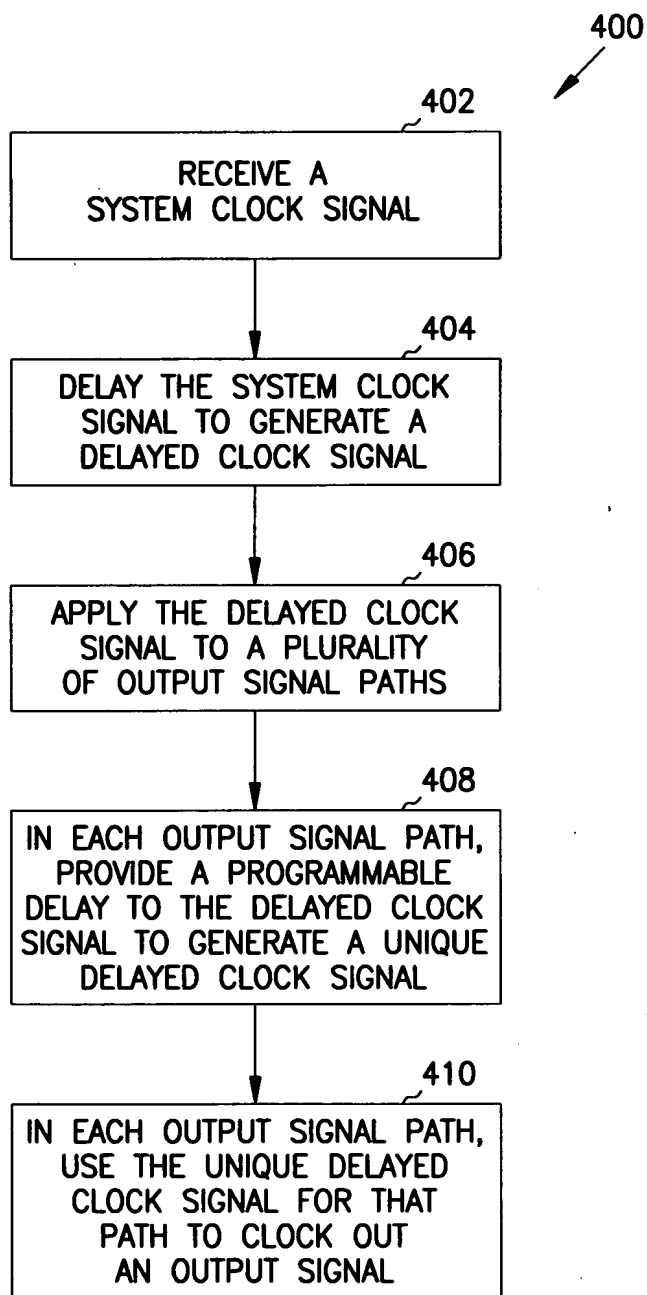 400
402
RECEIVE A
SYSTEM CLOCK SIGNAL
404
DELAY THE SYSTEM CLOCK
SIGNAL TO GENERATE A
DELAYED CLOCK SIGNAL
406
APPLY THE DELAYED CLOCK
SIGNAL TO A PLURALITY
OF OUTPUT SIGNAL PATHS
408
IN EACH OUTPUT SIGNAL PATH,
PROVIDE A PROGRAMMABLE
DELAY TO THE DELAYED CLOCK
SIGNAL TO GENERATE A UNIQUE
DELAYED CLOCK SIGNAL
410
IN EACH OUTPUT SIGNAL PATH,
USE THE UNIQUE DELAYED
CLOCK SIGNAL FOR THAT
PATH TO CLOCK OUT
AN OUTPUT SIGNAL